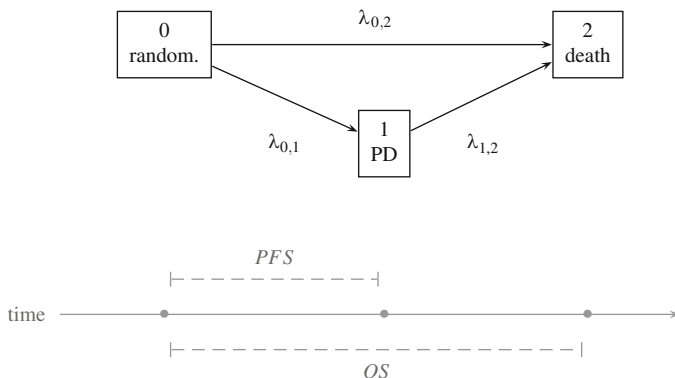 λ0,2
0
random.
2
death
1
PD
λ0,1
λ1,2
PFS
time
OS